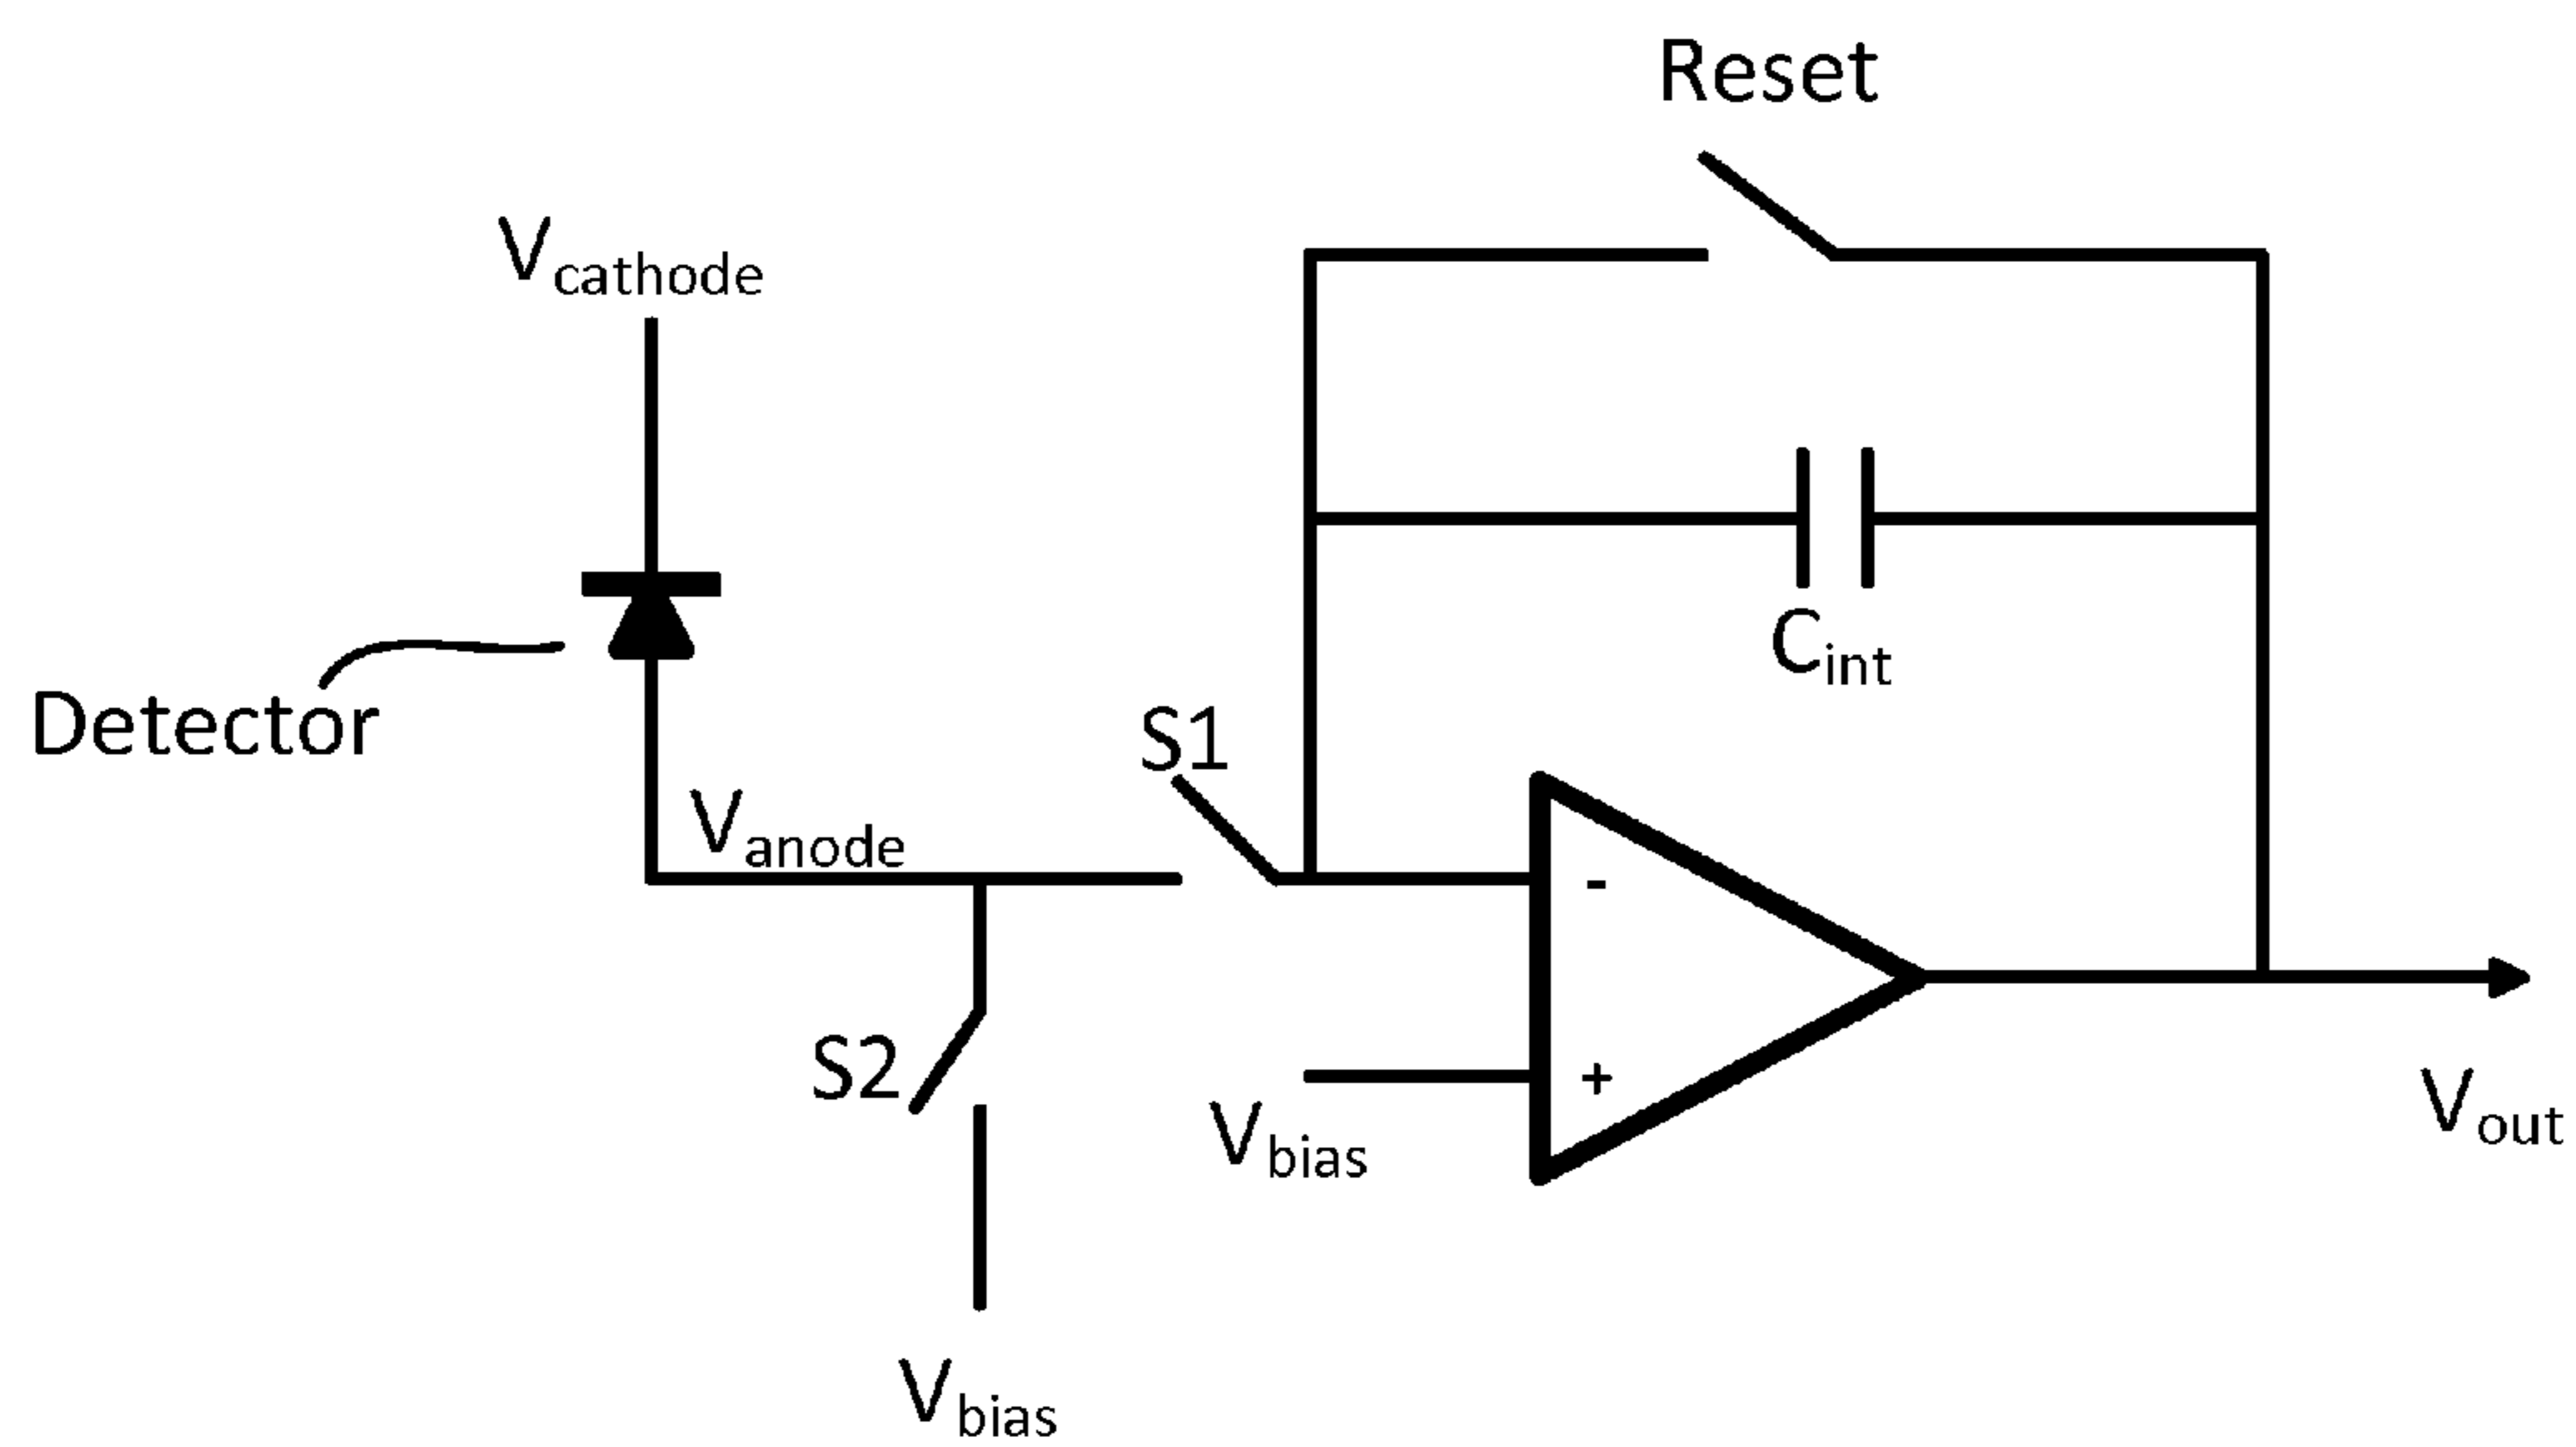 Reset
Vcathode
Cint
Detector
S1
Vanode
-
S2
+
Vbias
Vout
Vbias